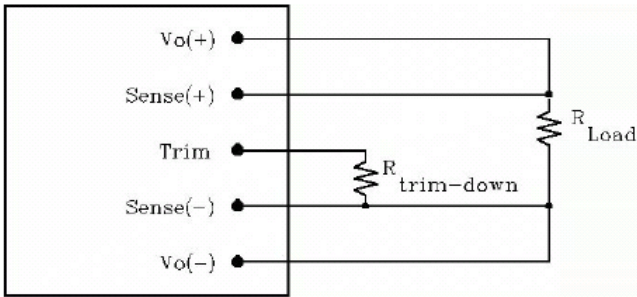 Vo(+)
Sense(+)
R
Load
Trim
R
trim-down
Sense(-)
Vo(-)